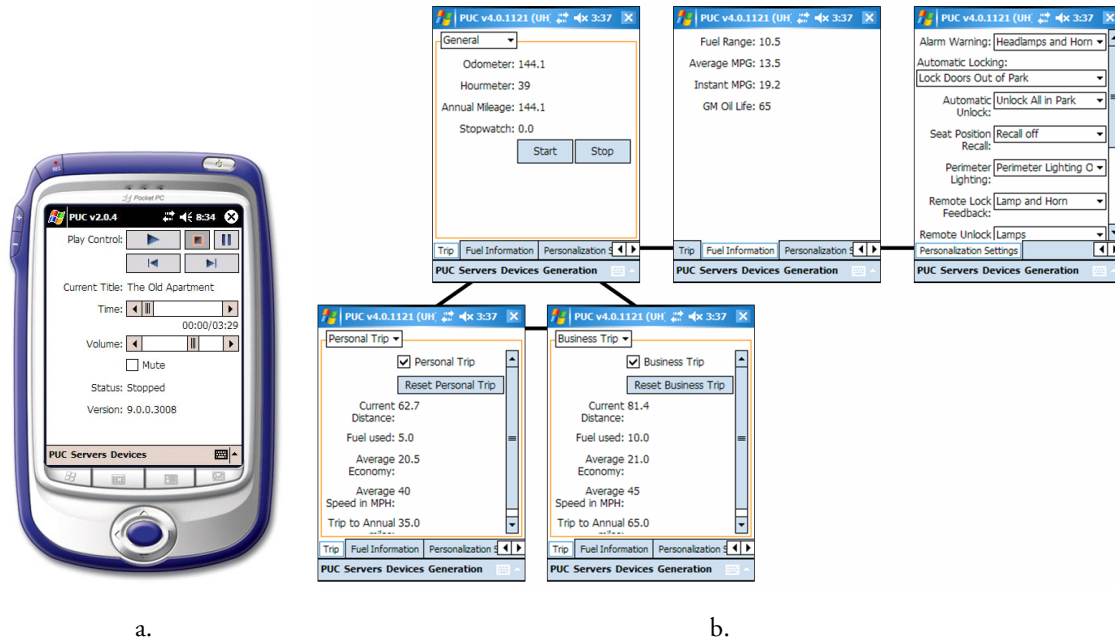 REC
Pocket PC
PUC v2.0.4
8:34
Play Control:
Current Title: The Old Apartment
Time:
00:00/03:29
Volume:
Mute
Status: Stopped
Version: 9.0.0.3008
PUC Servers Devices
a.
PUC v4.0.1121 (UH 3:37
General
Odometer: 144.1
Hourmeter: 39
Annual Mileage: 144.1
Stopwatch: 0.0
Start Stop
Trip Fuel Information Personalization S
PUC Servers Devices Generation
PUC v4.0.1121 (UH 3:37
Fuel Range: 10.5
Average MPG: 13.5
Instant MPG: 19.2
GM Oil Life: 65
Trip Fuel Information Personalization S
PUC Servers Devices Generation
PUC v4.0.1121 (UH 3:37
Alarm Warning: Headlamps and Horn
Automatic Locking:
Lock Doors Out of Park
Automatic Unlock All in Park
Unlock:
Seat Position Recall off
Recall:
Perimeter Perimeter Lighting O
Lighting:
Remote Lock Lamp and Horn
Feedback:
Remote Unlock Lamps
Personalization Settings
PUC Servers Devices Generation
PUC v4.0.1121 (UH 3:37
Personal Trip
Personal Trip
Reset Personal Trip
Current 62.7
Distance:
Fuel used: 5.0
Average 20.5
Economy:
Average 40
Speed in MPH:
Trip to Annual 35.0
miles:
Trip Fuel Information Personalization S
PUC Servers Devices Generation
PUC v4.0.1121 (UH 3:37
Business Trip
Business Trip
Reset Business Trip
Current 81.4
Distance:
Fuel used: 10.0
Average 21.0
Economy:
Average 45
Speed in MPH:
Trip to Annual 65.0
miles:
Trip Fuel Information Personalization S
PUC Servers Devices Generation
b.